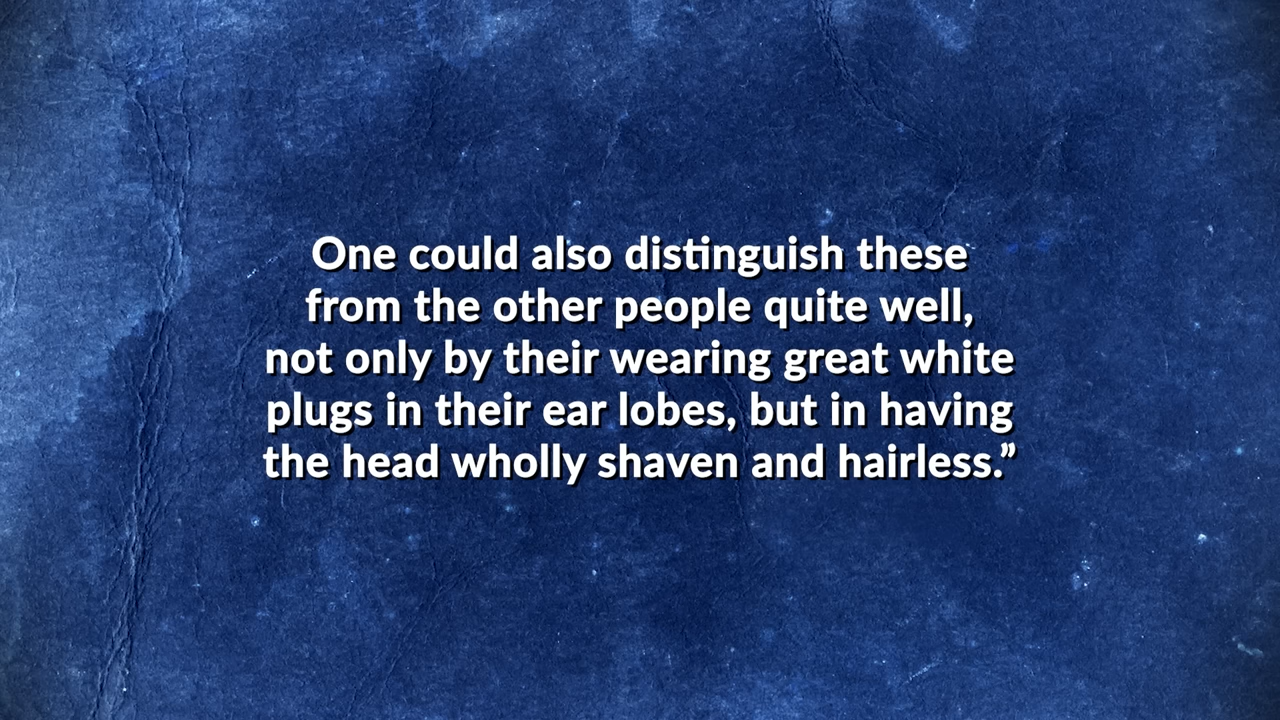 One could also distinguish these
from the other people quite well,
not only by their wearing great white
plugs in their ear lobes, but in having
the head wholly shaven and hairless.”